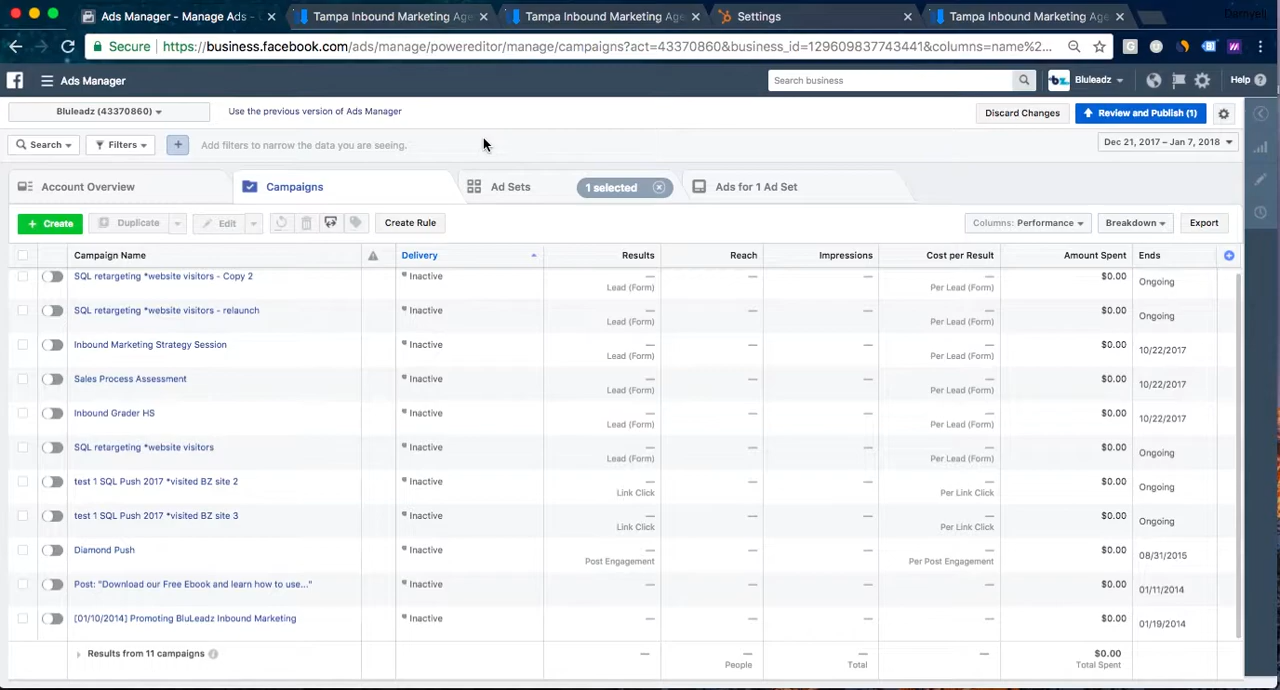 Ads Manager - Manage Ads -
Tampa Inbound Marketing Age
Tampa Inbound Marketing Age
Settings
Tampa Inbound Marketing Age
Secure
https://business.facebook.com/ads/manage/powereditor/manage/campaigns?act=43370860&business_id=129609837743441&columns=name%2...
Ads Manager
Search business
bz
Bluleadz
Help
Bluleadz (43370860)
Use the previous version of Ads Manager
Discard Changes
Review and Publish (1)
Search
Filters
+
Add filters to narrow the data you are seeing.
Dec 21, 2017 – Jan 7, 2018
Account Overview
Campaigns
Ad Sets
1 selected
Ads for 1 Ad Set
+ Create
Duplicate
Edit
Create Rule
Columns: Performance
Breakdown
Export
Campaign Name Delivery Results Reach Impressions Cost per Result Amount Spent Ends
SQL retargeting *website visitors - Copy 2 Inactive — — — — $0.00 Ongoing
Lead (Form) Per Lead (Form)
SQL retargeting *website visitors - relaunch Inactive — — — — $0.00 Ongoing
Lead (Form) Per Lead (Form)
Inbound Marketing Strategy Session Inactive — — — — $0.00 10/22/2017
Lead (Form) Per Lead (Form)
Sales Process Assessment Inactive — — — — $0.00 10/22/2017
Lead (Form) Per Lead (Form)
Inbound Grader HS Inactive — — — — $0.00 10/22/2017
Lead (Form) Per Lead (Form)
SQL retargeting *website visitors Inactive — — — — $0.00 Ongoing
Lead (Form) Per Lead (Form)
test 1 SQL Push 2017 *visited BZ site 2 Inactive — — — — $0.00 Ongoing
Link Click Per Link Click
test 1 SQL Push 2017 *visited BZ site 3 Inactive — — — — $0.00 Ongoing
Link Click Per Link Click
Diamond Push Inactive — — — — $0.00 08/31/2015
Post Engagement Per Post Engagement
Post: "Download our Free Ebook and learn how to use..." Inactive — — — — $0.00 01/11/2014
[01/10/2014] Promoting BluLeadz Inbound Marketing Inactive — — — — $0.00 01/19/2014
Results from 11 campaigns — — — — $0.00
People Total Total Spent